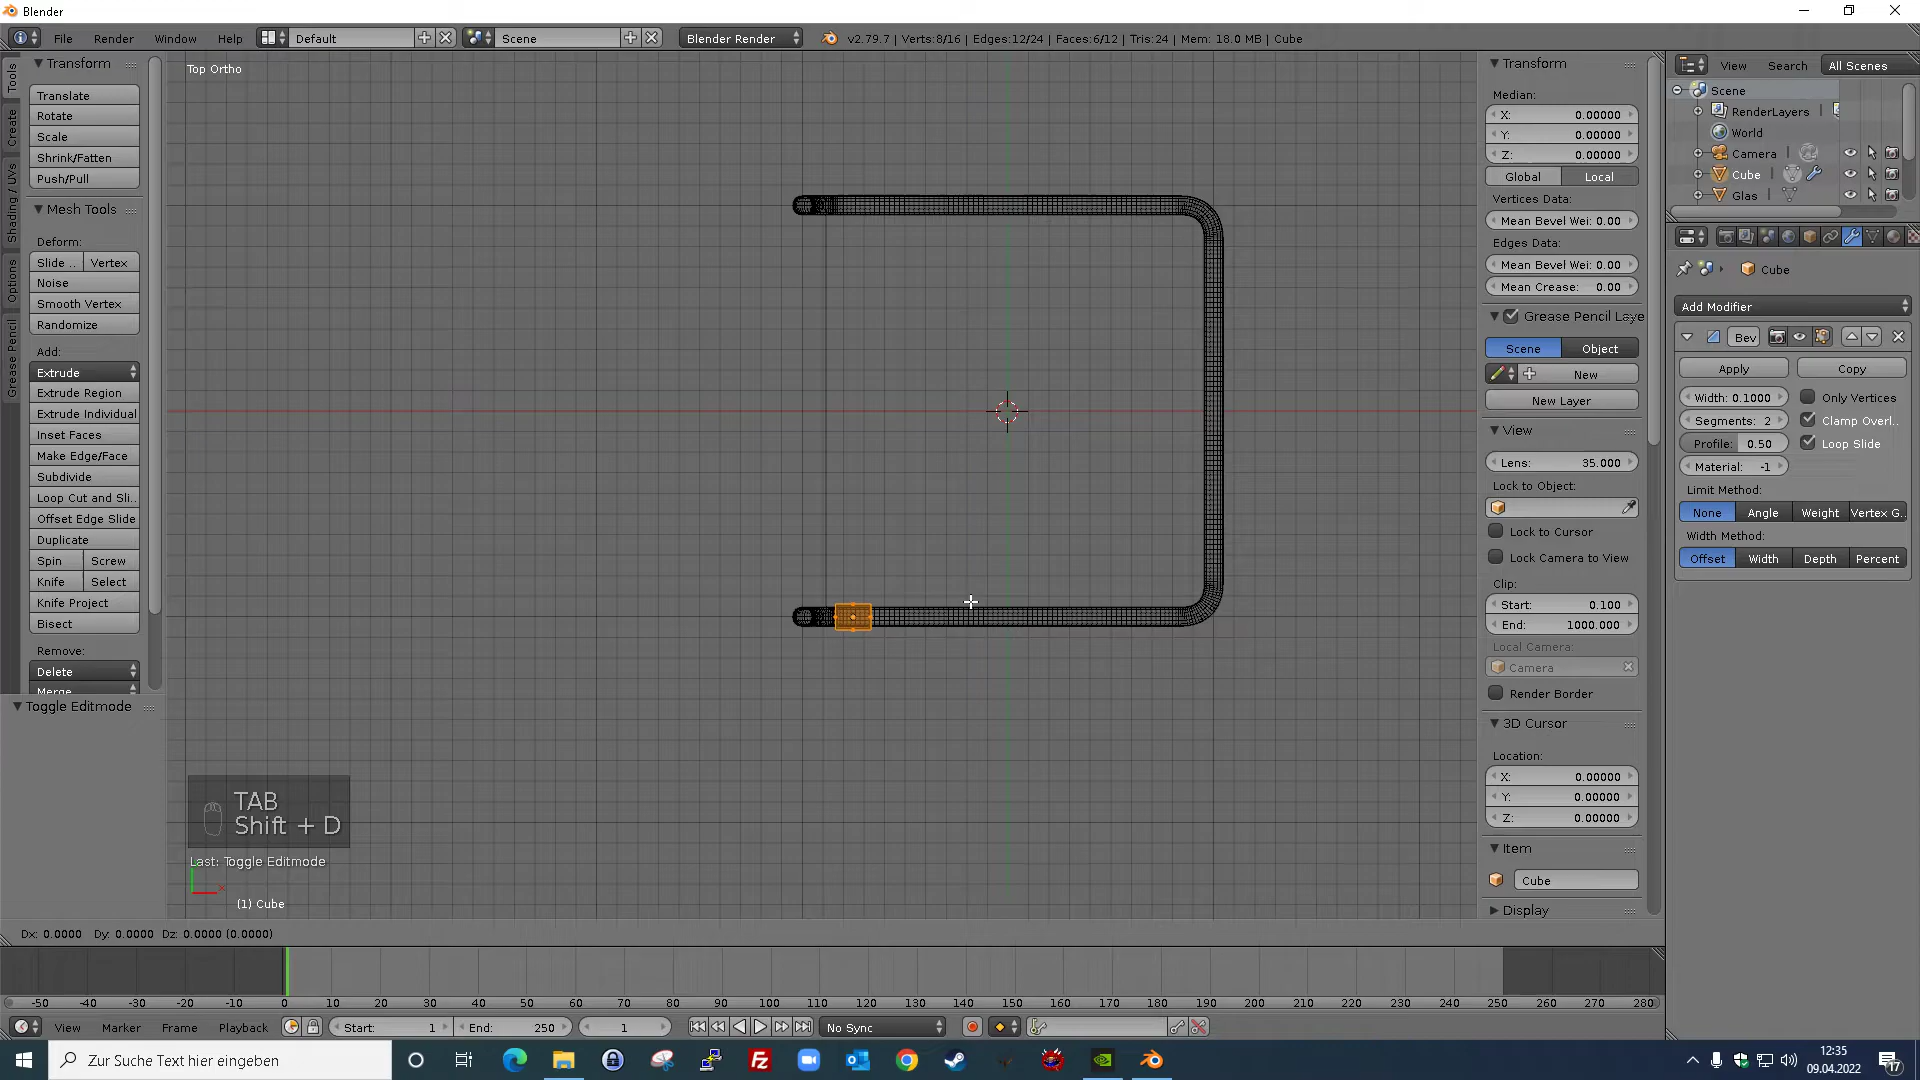 Blender
File
Render
Window
Help
Default
Scene
Blender Render
v2.79.7 | Verts:8/16 | Edges:12/24 | Faces:6/12 | Tris:24 | Mem: 18.0 MB | Cube
Tools
Create
Shading / UVs
Options
Grease Pencil
Transform
Translate
Rotate
Scale
Shrink/Fatten
Push/Pull
Mesh Tools
Deform:
Slide ..
Vertex
Noise
Smooth Vertex
Randomize
Add:
Extrude
Extrude Region
Extrude Individual
Inset Faces
Make Edge/Face
Subdivide
Loop Cut and Sli..
Offset Edge Slide
Duplicate
Spin
Screw
Knife
Select
Knife Project
Bisect
Remove:
Delete
Merge
Toggle Editmode
Top Ortho
TAB
Shift + D
Last: Toggle Editmode
(1) Cube
Dx: 0.0000 Dy: 0.0000 Dz: 0.0000 (0.0000)
Transform
Median:
X: 0.00000
Y: 0.00000
Z: 0.00000
Global
Local
Vertices Data:
Mean Bevel Wei: 0.00
Edges Data:
Mean Bevel Wei: 0.00
Mean Crease: 0.00
Grease Pencil Laye
Scene
Object
New
New Layer
View
Lens: 35.000
Lock to Object:
Lock to Cursor
Lock Camera to View
Clip:
Start: 0.100
End: 1000.000
Local Camera:
Camera
Render Border
3D Cursor
Location:
X: 0.00000
Y: 0.00000
Z: 0.00000
Item
Cube
Display
View
Search
All Scenes
Scene
RenderLayers
World
Camera
Cube
Glas
Cube
Add Modifier
Bev
Apply
Copy
Width: 0.1000
Only Vertices
Segments: 2
Clamp Overl..
Profile: 0.50
Loop Slide
Material: -1
Limit Method:
None
Angle
Weight
Vertex G..
Width Method:
Offset
Width
Depth
Percent
-50 -40 -30 -20 -10 0 10 20 30 40 50 60 70 80 90 100 110 120 130 140 150 160 170 180 190 200 210 220 230 240 250 260 270 280
View
Marker
Frame
Playback
Start: 1
End: 250
1
No Sync
Zur Suche Text hier eingeben
12:35
09.04.2022
17